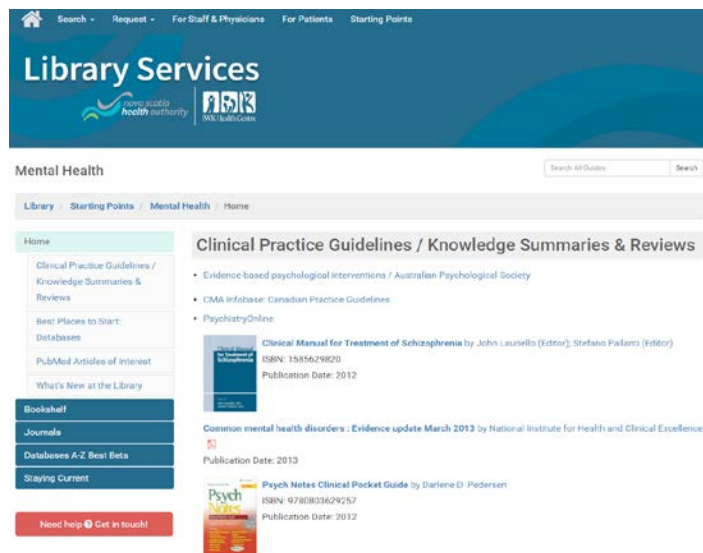 Search Request For Staff & Physicians For Patients Starting Points
Library Services
nova scotia
health authority
IWK Health Centre
Mental Health
Search All Guides Search
Library / Starting Points / Mental Health / Home
Home
Clinical Practice Guidelines /
Knowledge Summaries &
Reviews
Best Places to Start:
Databases
PubMed Articles of Interest
What's New at the Library
Bookshelf
Journals
Databases A-Z Best Bets
Staying Current
Need help Get in touch!
Clinical Practice Guidelines / Knowledge Summaries & Reviews
Evidence-based psychological interventions / Australian Psychological Society
CMA Infobase: Canadian Practice Guidelines
PsychiatryOnline
Clinical Manual for Treatment of Schizophrenia by John Lauriello (Editor); Stefano Pallanti (Editor)
ISBN: 1585629820
Publication Date: 2012
Common mental health disorders : Evidence update March 2013 by National Institute for Health and Clinical Excellence
Publication Date: 2013
Psych
Notes
Psych Notes Clinical Pocket Guide by Darlene D. Pedersen
ISBN: 9780803629257
Publication Date: 2012